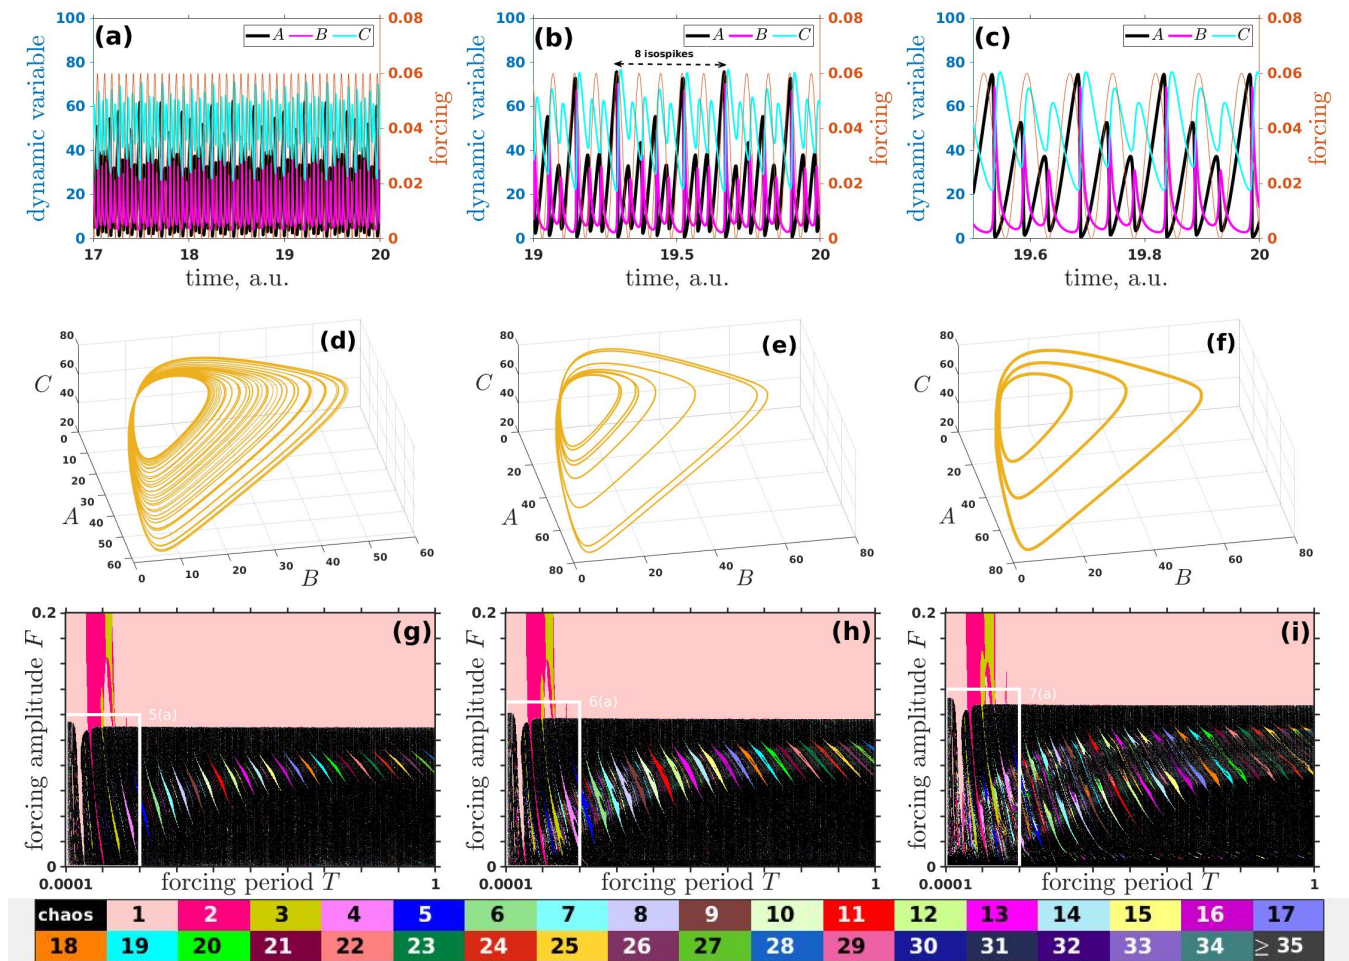 100 (a) A B C 0.08
80 0.06
60 0.04
40 0.02
20 0
0
17 18 19 20
dynamic variable
time, a.u.
forcing
100 (b) A B C 0.08
8 isospikes
80 0.06
60 0.04
40 0.02
20 0
0
19 19.5 20
dynamic variable
time, a.u.
forcing
100 (c) A B C 0.08
80 0.06
60 0.04
40 0.02
20 0
0
19.6 19.8 20
dynamic variable
time, a.u.
forcing
(d)
80
60
40
20
C
0
10
20
30
40
50
60
A
0 10 20 30 40 50 60
B
(e)
80
60
40
20
C
0
20
40
60
80
A
0 20 40 60 80
B
(f)
80
60
40
20
C
0
20
40
60
80
A
0 20 40 60 80
B
0.2 (g)
5(a)
0
forcing amplitude F
0.0001 forcing period T 1
0.2 (h)
6(a)
0
forcing amplitude F
0.0001 forcing period T 1
0.2 (i)
7(a)
0
forcing amplitude F
0.0001 forcing period T 1
chaos 1 2 3 4 5 6 7 8 9 10 11 12 13 14 15 16 17
18 19 20 21 22 23 24 25 26 27 28 29 30 31 32 33 34 ≥ 35